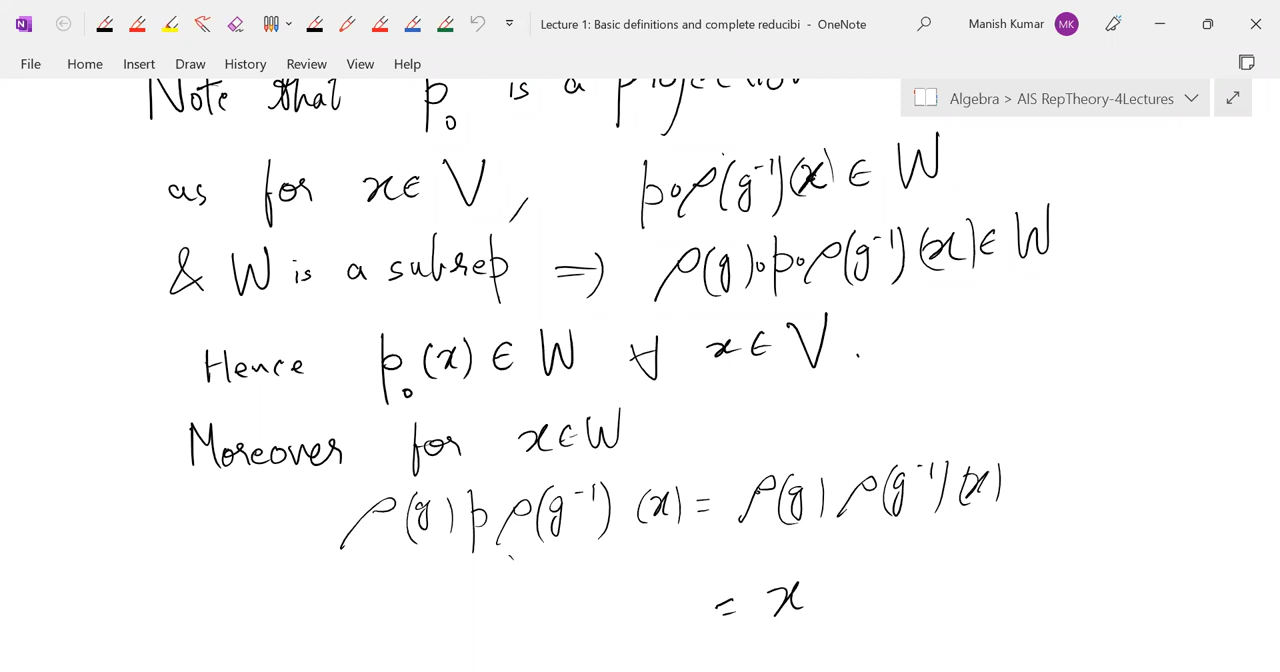 Lecture 1: Basic definitions and complete reducibi - OneNote
Manish Kumar MK
File Home Insert Draw History Review View Help
Algebra > AIS RepTheory-4Lectures
Note that p₀ is a projection
as for x ∈ V, p∘ρ(g⁻¹)(x) ∈ W
& W is a subrep ⇒ ρ(g)∘p∘ρ(g⁻¹)(x) ∈ W
Hence p₀(x) ∈ W ∀ x ∈ V.
Moreover for x ∈ W
ρ(g) p ρ(g⁻¹) (x) = ρ(g) ρ(g⁻¹)(x)
= x